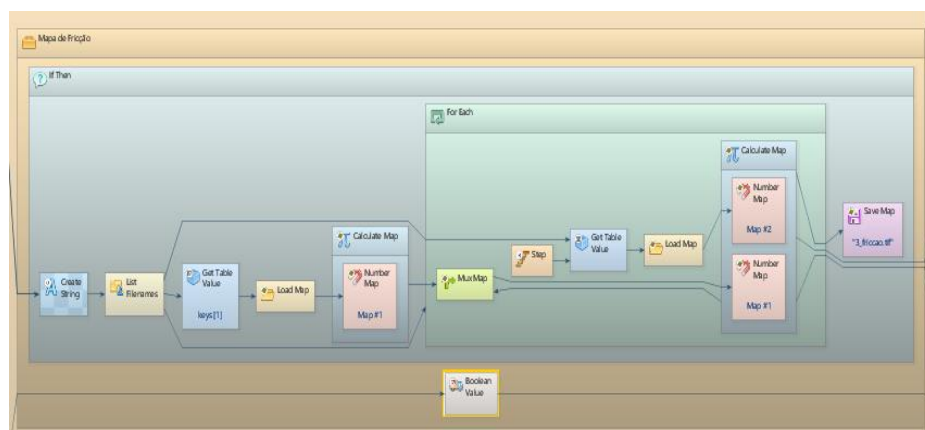 Mapa de Fricção
If Then
For Each
Calculate Map
Number
Map
Map #2
Save Map
"3_friccao.tif"
Calculate Map
Get Table
Value
Load Map
Step
Number
Map
Map #1
Create
String
List
Filenames
Get Table
Value
keys[1]
Load Map
Number
Map
Map #1
Mux Map
Boolean
Value